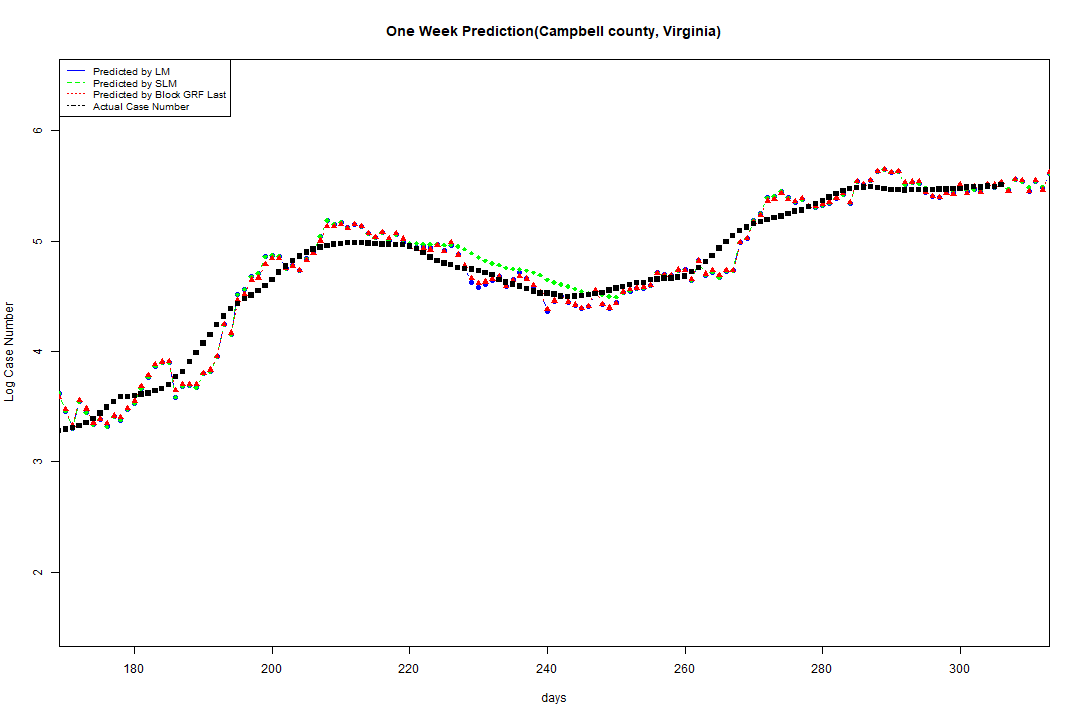 One Week Prediction(Campbell county, Virginia)
Predicted by LM
Predicted by SLM
Predicted by Block GRF Last
Actual Case Number
6
5
4
3
2
Log Case Number
180 200 220 240 260 280 300
days